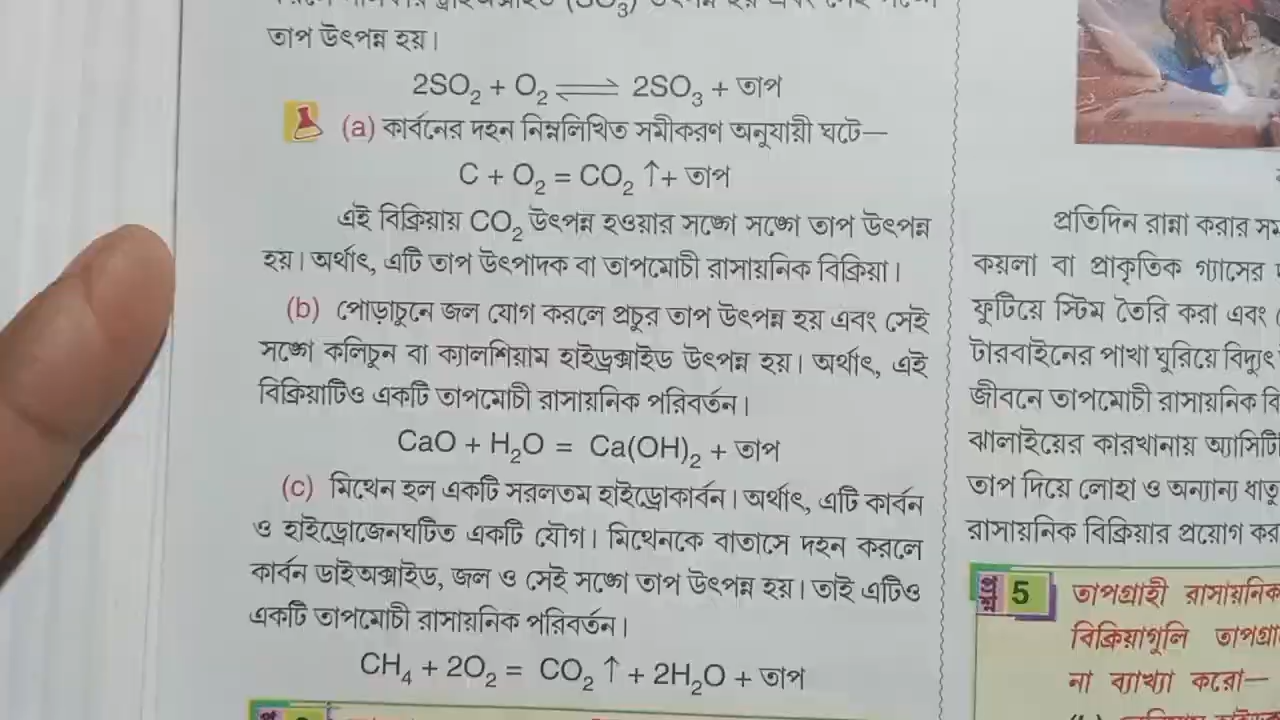 তাপ উৎপন্ন হয়।
2SO₂ + O₂ ⇌ 2SO₃ + তাপ
(a) কার্বনের দহন নিম্নলিখিত সমীকরণ অনুযায়ী ঘটে—
C + O₂ = CO₂ ↑+ তাপ
এই বিক্রিয়ায় CO₂ উৎপন্ন হওয়ার সঙ্গে সঙ্গে তাপ উৎপন্ন
হয়। অর্থাৎ, এটি তাপ উৎপাদক বা তাপমোচী রাসায়নিক বিক্রিয়া।
(b) পোড়াচুনে জল যোগ করলে প্রচুর তাপ উৎপন্ন হয় এবং সেই
সঙ্গে কলিচুন বা ক্যালশিয়াম হাইড্রক্সাইড উৎপন্ন হয়। অর্থাৎ, এই
বিক্রিয়াটিও একটি তাপমোচী রাসায়নিক পরিবর্তন।
CaO + H₂O = Ca(OH)₂ + তাপ
(c) মিথেন হল একটি সরলতম হাইড্রোকার্বন। অর্থাৎ, এটি কার্বন
ও হাইড্রোজেনঘটিত একটি যৌগ। মিথেনকে বাতাসে দহন করলে
কার্বন ডাইঅক্সাইড, জল ও সেই সঙ্গে তাপ উৎপন্ন হয়। তাই এটিও
একটি তাপমোচী রাসায়নিক পরিবর্তন।
CH₄ + 2O₂ = CO₂ ↑ + 2H₂O + তাপ
প্রতিদিন রান্না করার
কয়লা বা প্রাকৃতিক গ্যাসের
ফুটিয়ে স্টিম তৈরি করা এবং
টারবাইনের পাখা ঘুরিয়ে বিদ্যুৎ
জীবনে তাপমোচী রাসায়নিক
ঝালাইয়ের কারখানায়
তাপ দিয়ে লোহা ও অন্যান্য
রাসায়নিক বিক্রিয়ার প্রয়োগ
প্রশ্ন 5 তাপগ্রাহী রাসায়নিক
বিক্রিয়াগুলি
না ব্যাখ্যা করো—